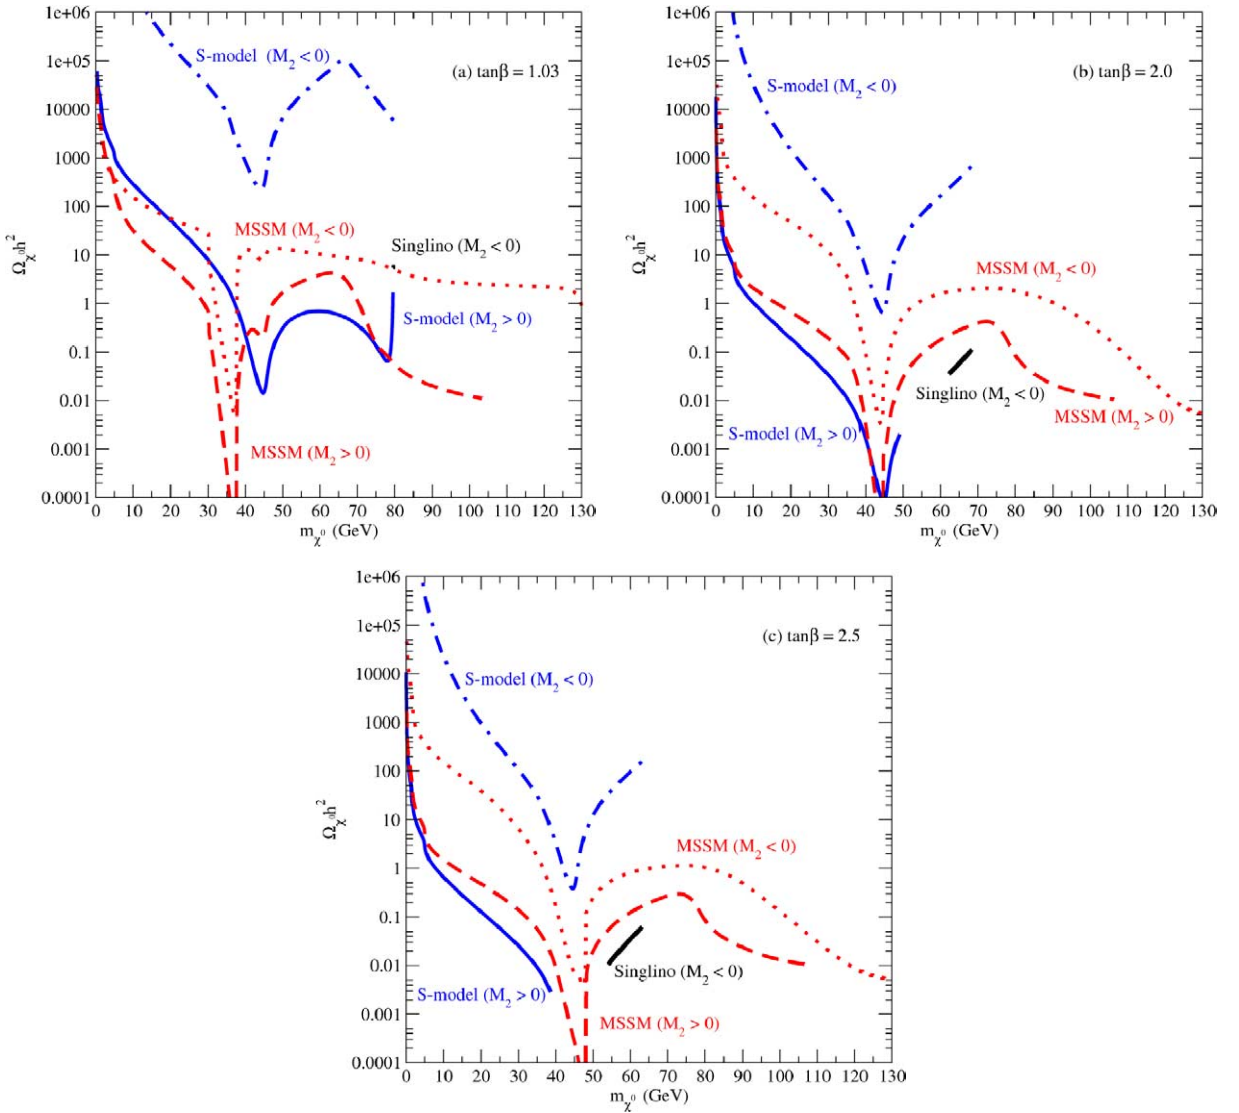 1e+06
1e+05
10000
1000
100
10
1
0.1
0.01
0.001
0.0001
Ωχ⁰h²
S-model (M₂ < 0)
(a) tanβ = 1.03
MSSM (M₂ < 0)
Singlino (M₂ < 0)
S-model (M₂ > 0)
MSSM (M₂ > 0)
0 10 20 30 40 50 60 70 80 90 100 110 120 130
mχ⁰ (GeV)
1e+06
1e+05
10000
1000
100
10
1
0.1
0.01
0.001
0.0001
Ωχ⁰h²
(b) tanβ = 2.0
S-model (M₂ < 0)
MSSM (M₂ < 0)
Singlino (M₂ < 0)
MSSM (M₂ > 0)
S-model (M₂ > 0)
0 10 20 30 40 50 60 70 80 90 100 110 120 130
mχ⁰ (GeV)
1e+06
1e+05
10000
1000
100
10
1
0.1
0.01
0.001
0.0001
Ωχ⁰h²
(c) tanβ = 2.5
S-model (M₂ < 0)
MSSM (M₂ < 0)
Singlino (M₂ < 0)
S-model (M₂ > 0)
MSSM (M₂ > 0)
0 10 20 30 40 50 60 70 80 90 100 110 120 130
mχ⁰ (GeV)